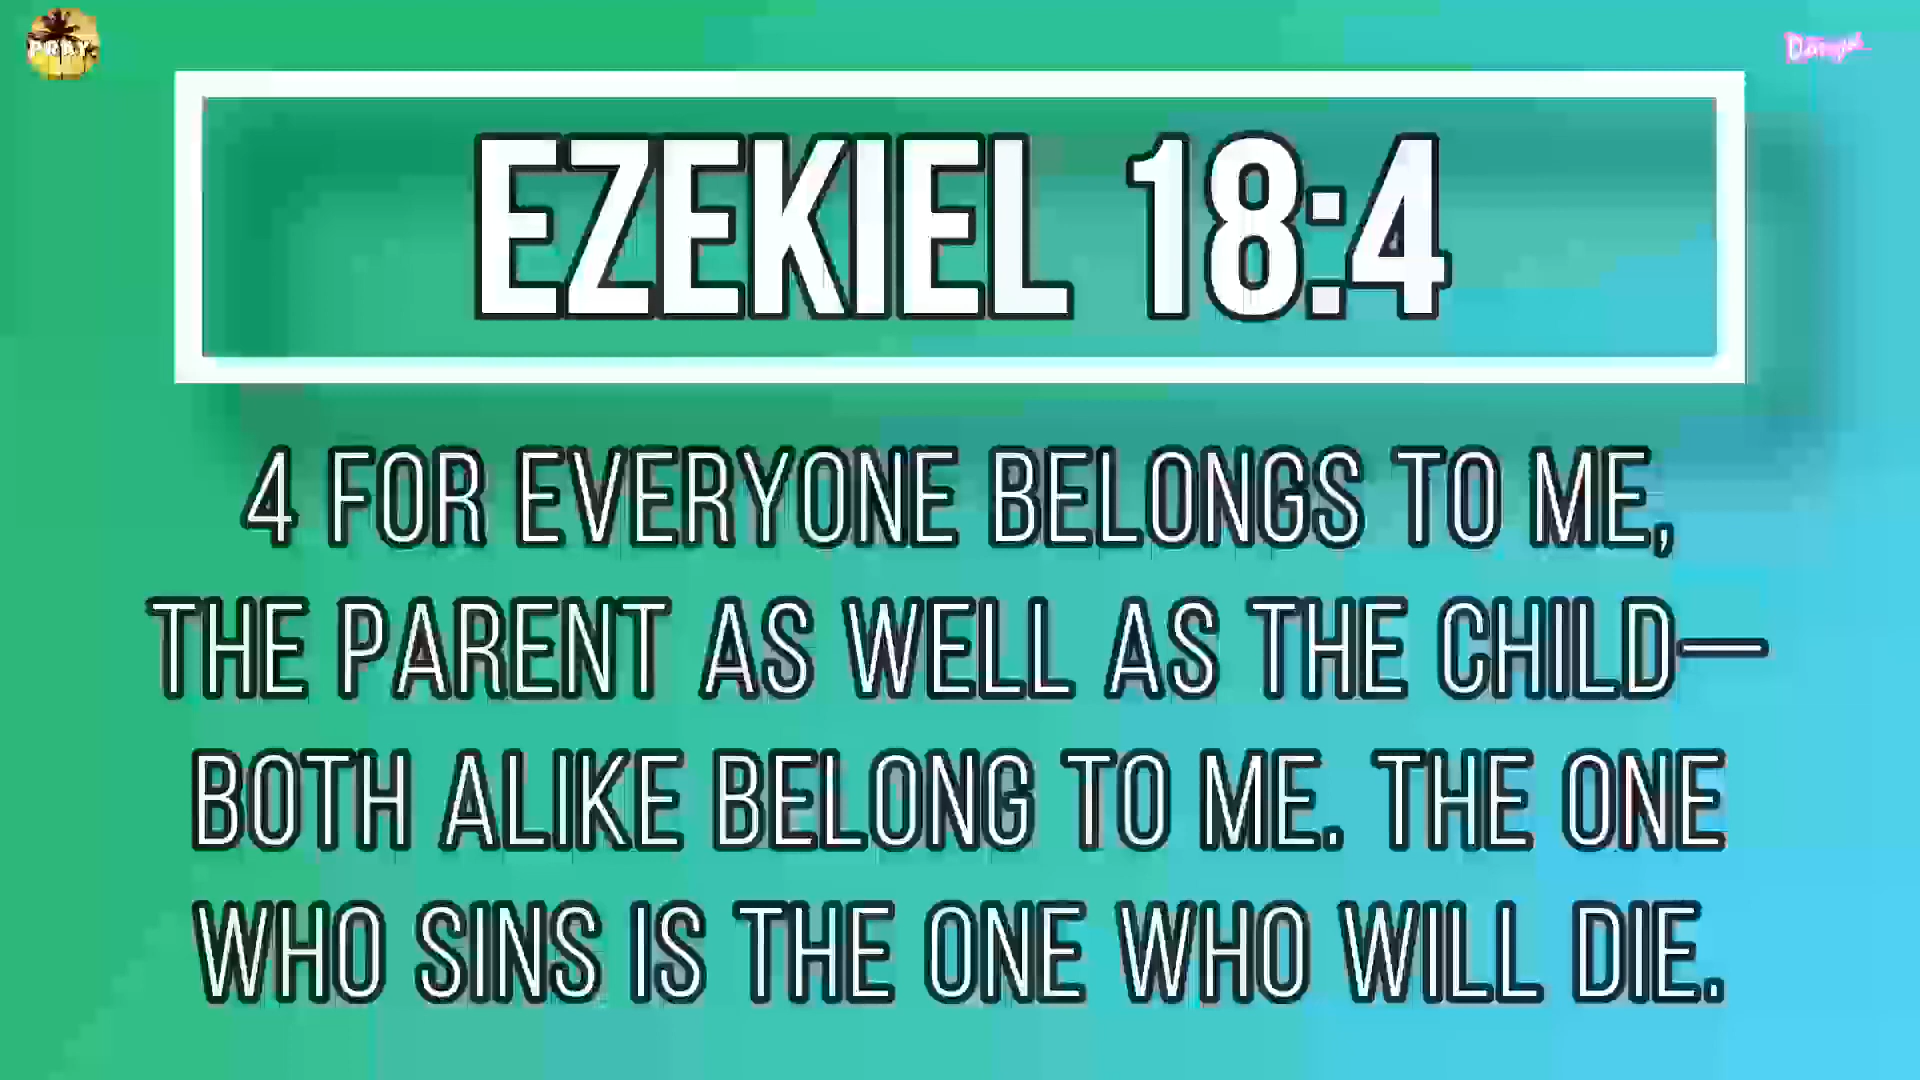 PRAY.
EZEKIEL 18:4
4 FOR EVERYONE BELONGS TO ME,
THE PARENT AS WELL AS THE CHILD—
BOTH ALIKE BELONG TO ME. THE ONE
WHO SINS IS THE ONE WHO WILL DIE.